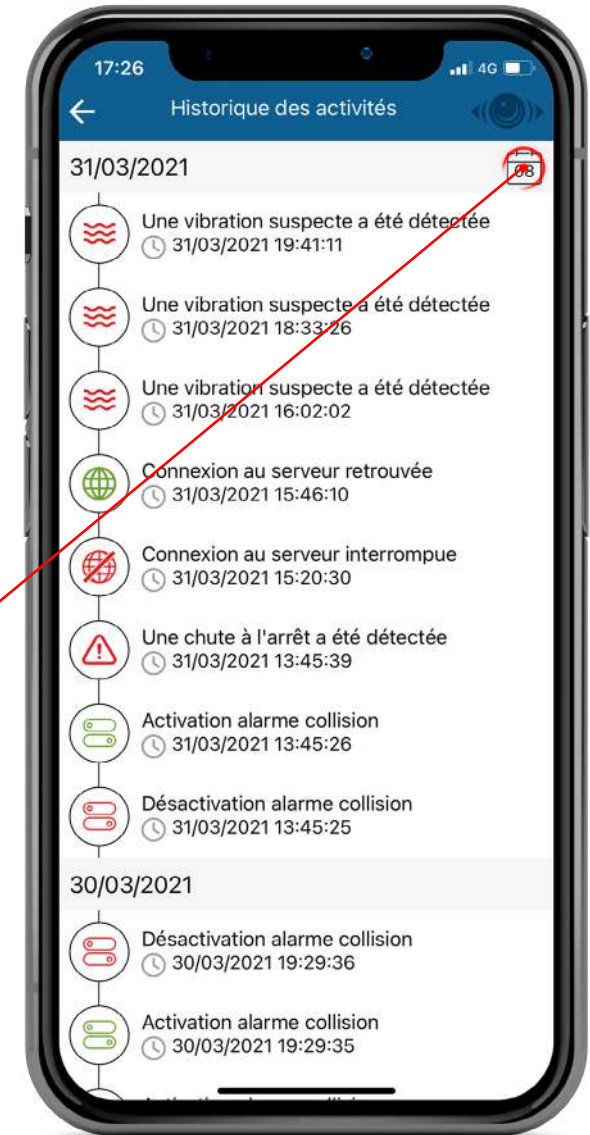 17:26
4G
Historique des activités
31/03/2021
08
Une vibration suspecte a été détectée
31/03/2021 19:41:11
Une vibration suspecte a été détectée
31/03/2021 18:33:26
Une vibration suspecte a été détectée
31/03/2021 16:02:02
Connexion au serveur retrouvée
31/03/2021 15:46:10
Connexion au serveur interrompue
31/03/2021 15:20:30
Une chute à l'arrêt a été détectée
31/03/2021 13:45:39
Activation alarme collision
31/03/2021 13:45:26
Désactivation alarme collision
31/03/2021 13:45:25
30/03/2021
Désactivation alarme collision
30/03/2021 19:29:36
Activation alarme collision
30/03/2021 19:29:35